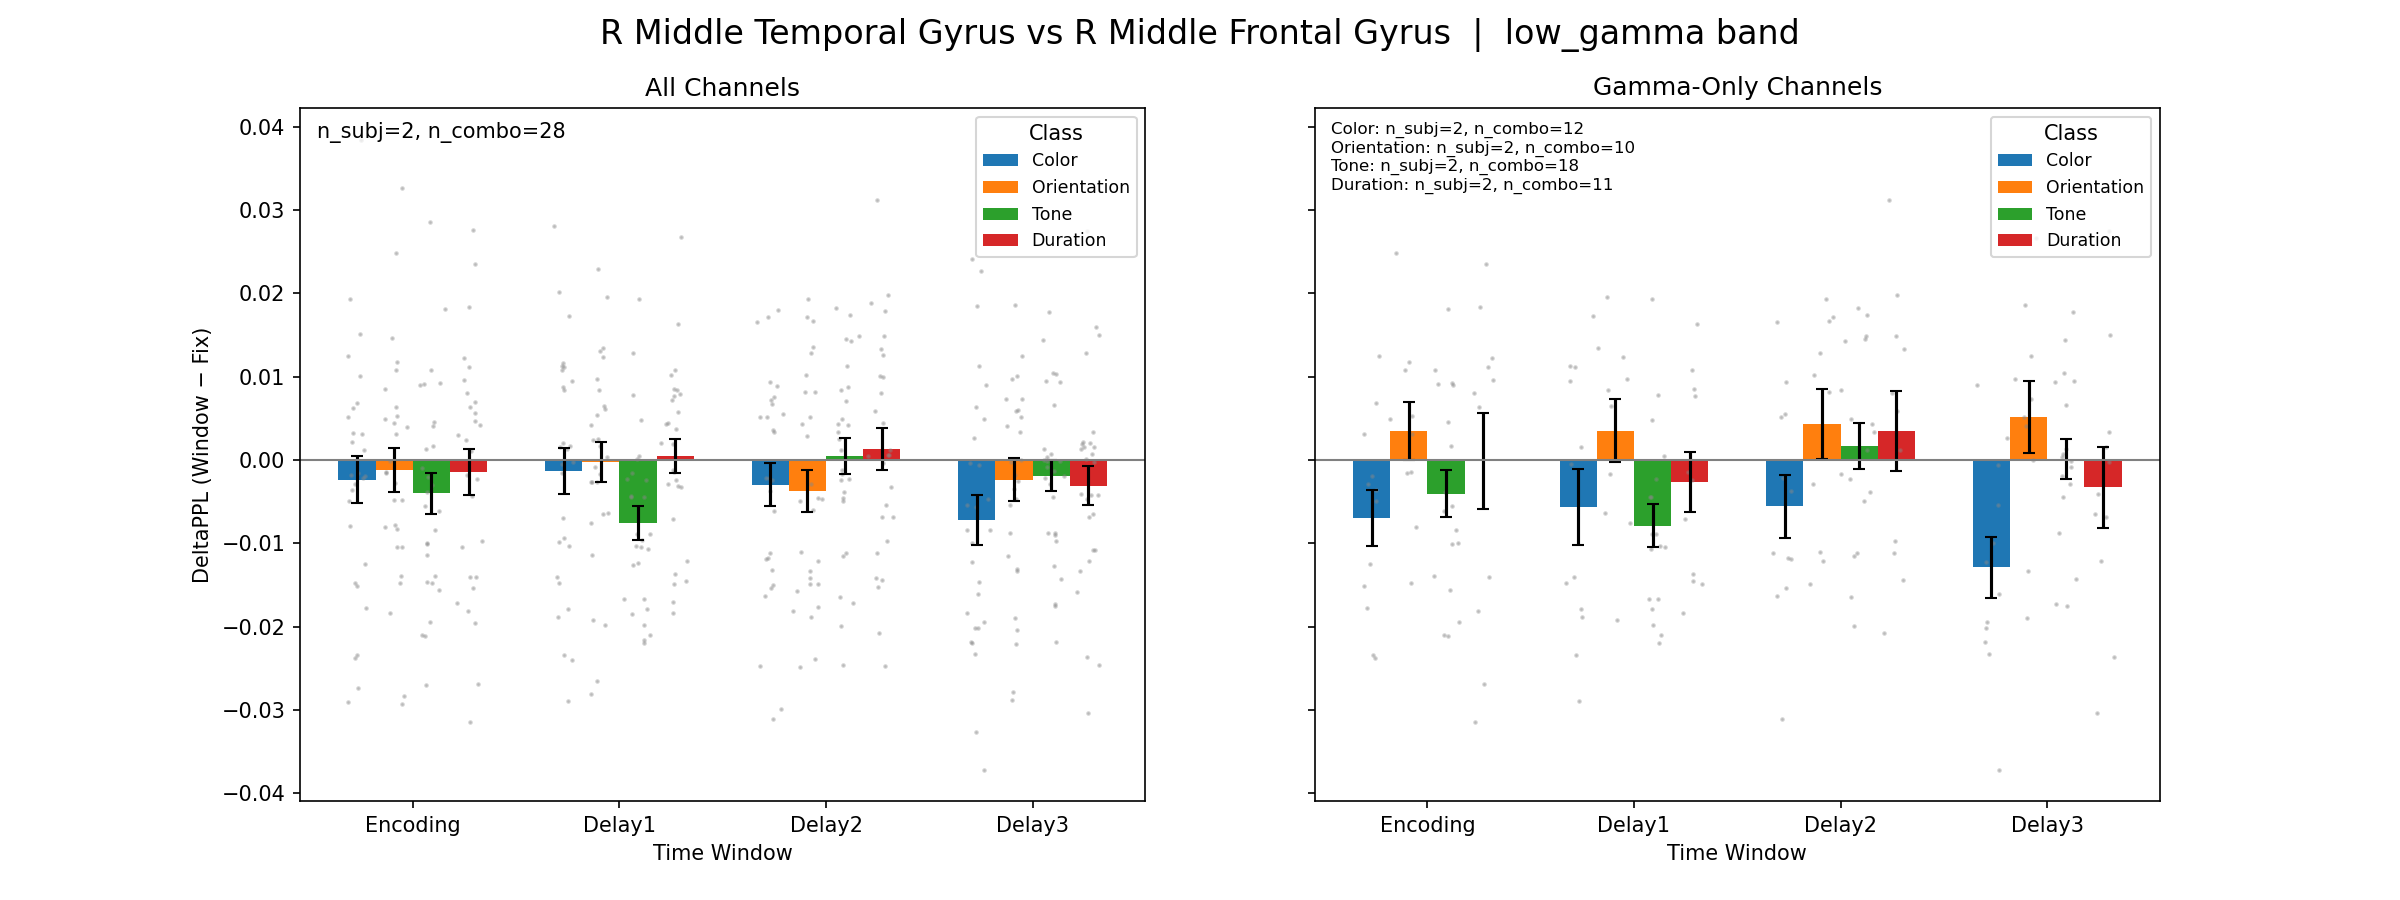 R Middle Temporal Gyrus vs R Middle Frontal Gyrus | low_gamma band
All Channels
n_subj=2, n_combo=28
Class
Color
Orientation
Tone
Duration
0.04
0.03
0.02
0.01
0.00
−0.01
−0.02
−0.03
−0.04
DeltaPPL (Window − Fix)
Encoding
Delay1
Delay2
Delay3
Time Window
Gamma-Only Channels
Color: n_subj=2, n_combo=12
Orientation: n_subj=2, n_combo=10
Tone: n_subj=2, n_combo=18
Duration: n_subj=2, n_combo=11
Class
Color
Orientation
Tone
Duration
Encoding
Delay1
Delay2
Delay3
Time Window